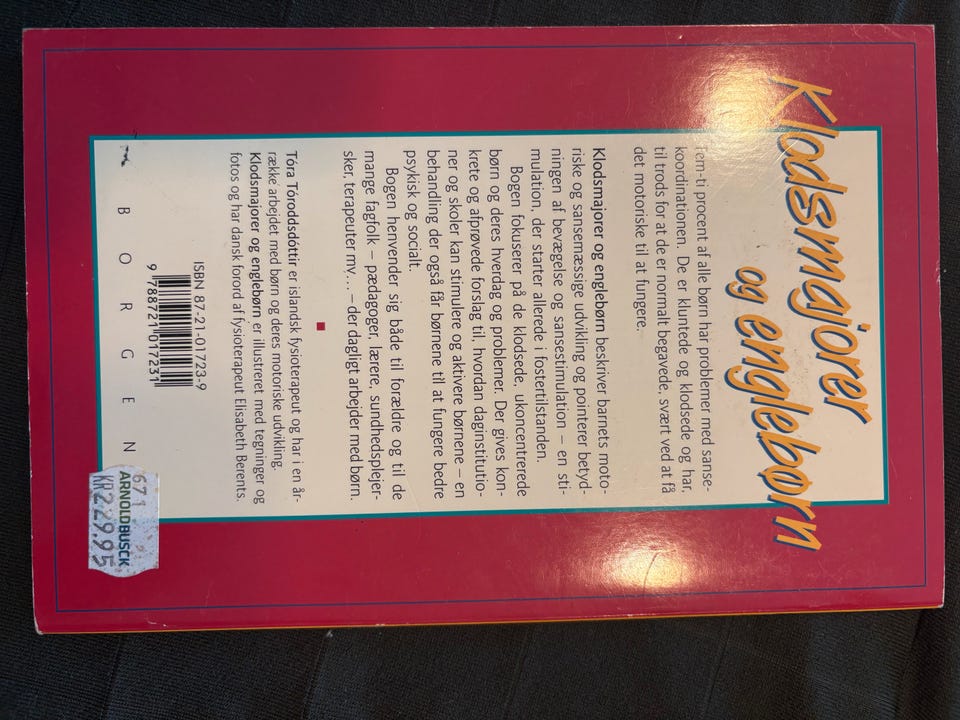 Klodsmajorer
og englebørn
Fem-ti procent af alle børn har problemer med sanse-
koordinationen. De er kluntede og klodsede og har,
til trods for at de er normalt begavede, svært ved at få
det motoriske til at fungere.
Klodsmajorer og englebørn beskriver barnets moto-
riske og sansemæssige udvikling og pointerer betyd-
ningen af bevægelse og sansestimulation – en sti-
mulation, der starter allerede i fostertilstanden.
Bogen fokuserer på de klodsede, ukoncentrerede
børn og deres hverdag og problemer. Der gives kon-
krete og afprøvede forslag til, hvordan daginstitutio-
ner og skoler kan stimulere og aktivere børnene – en
behandling der også får børnene til at fungere bedre
psykisk og socialt.
Bogen henvender sig både til forældre og til de
mange fagfolk – pædagoger, lærere, sundhedsplejer-
sker, terapeuter mv... – der dagligt arbejder med børn.
Tóra Tóroddsdóttir er islandsk fysioterapeut og har i en år-
række arbejdet med børn og deres motoriske udvikling.
Klodsmajorer og englebørn er illustreret med tegninger og
fotos og har dansk forord af fysioterapeut Elisabeth Berents.
ISBN 87-21-01723-9
9 788721 017231
BORGEN
671
ARNOLD BUSCK
KR229.95